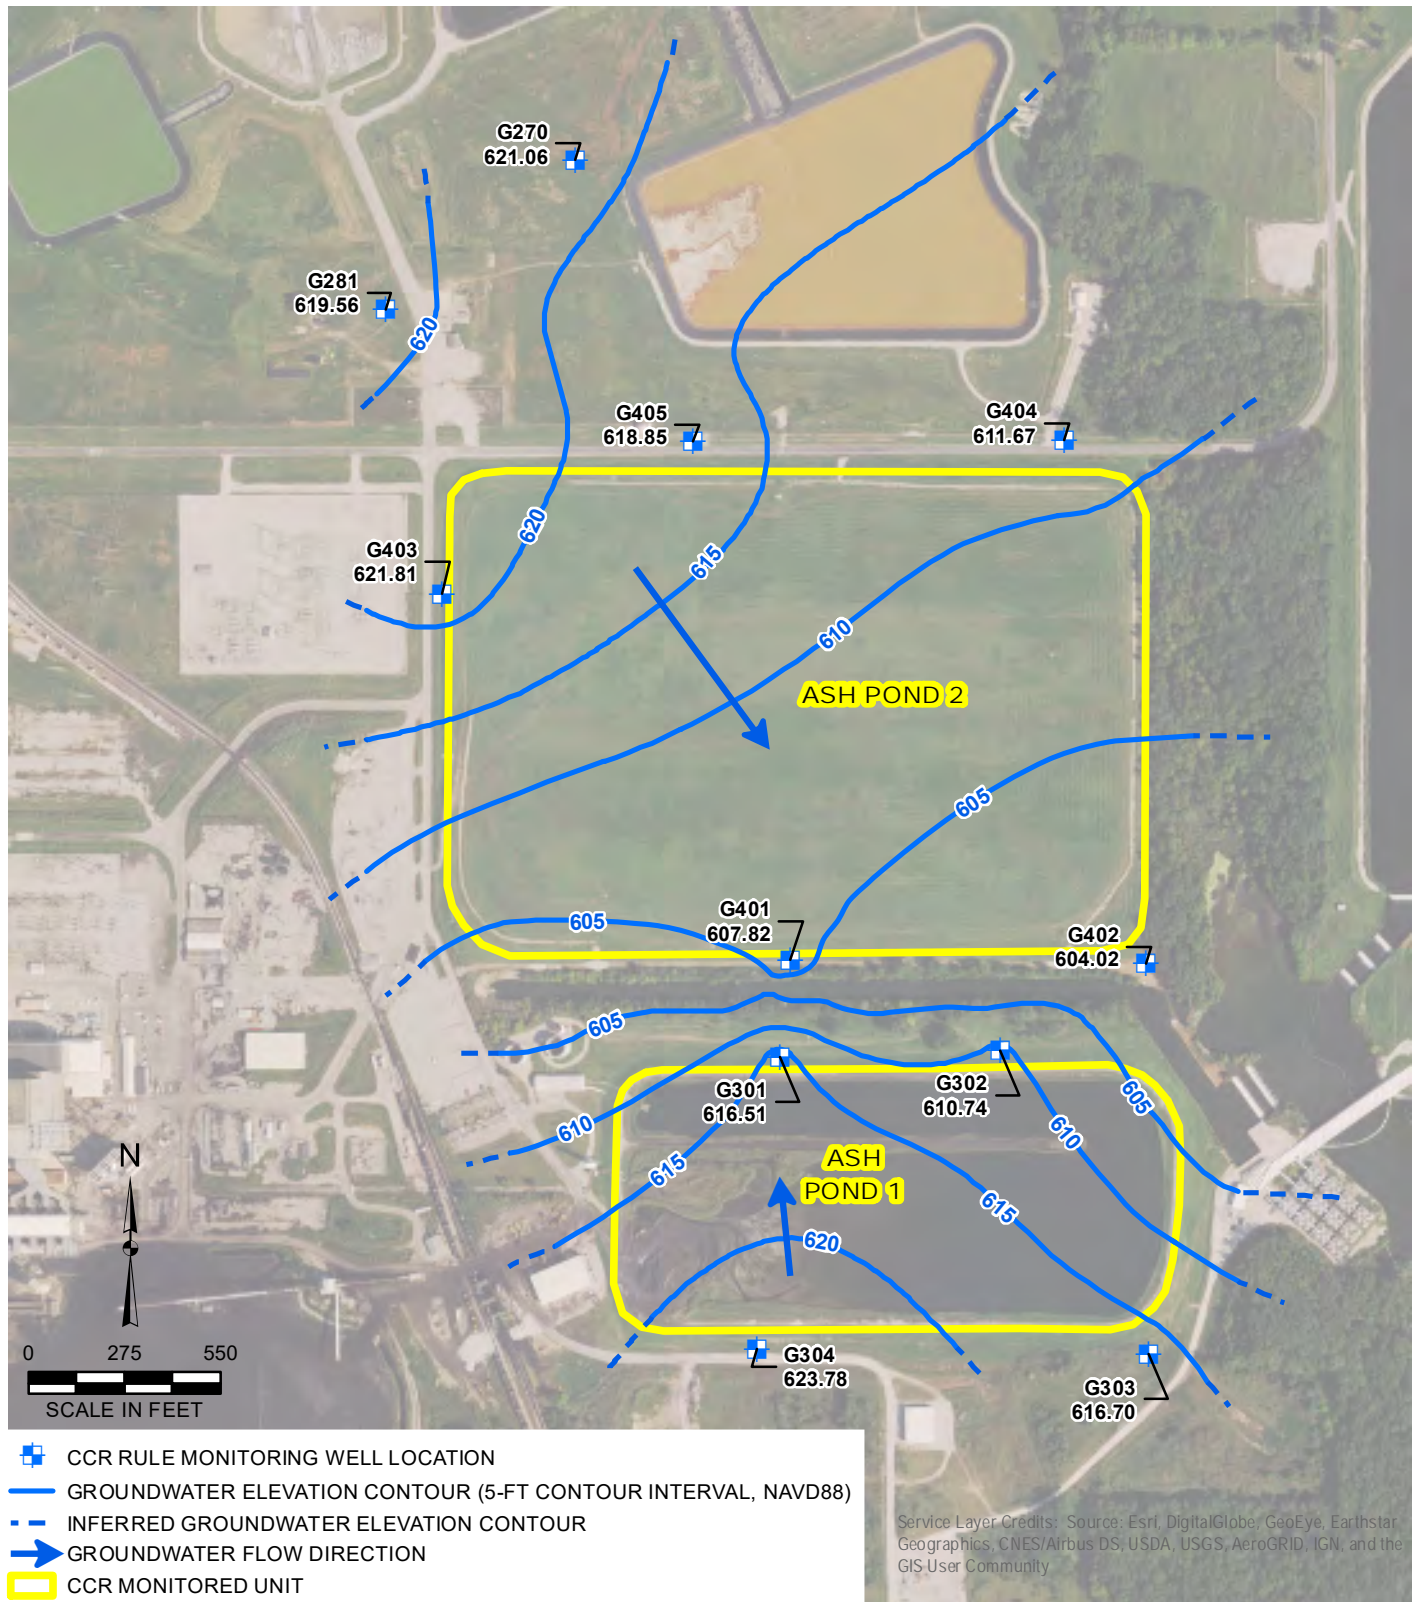 G270
621.06
G281
619.56
620
G405
618.85
G404
611.67
620
G403
621.81
615
610
ASH POND 2
605
G401
607.82
605
G402
604.02
605
G301
616.51
G302
610.74
605
610
610
N
615
ASH
POND 1
615
620
0 275 550
SCALE IN FEET
G304
623.78
G303
616.70
CCR RULE MONITORING WELL LOCATION
GROUNDWATER ELEVATION CONTOUR (5-FT CONTOUR INTERVAL, NAVD88)
INFERRED GROUNDWATER ELEVATION CONTOUR
GROUNDWATER FLOW DIRECTION
CCR MONITORED UNIT
Service Layer Credits: Source: Esri, DigitalGlobe, GeoEye, Earthstar
Geographics, CNES/Airbus DS, USDA, USGS, AeroGRID, IGN, and the
GIS User Community